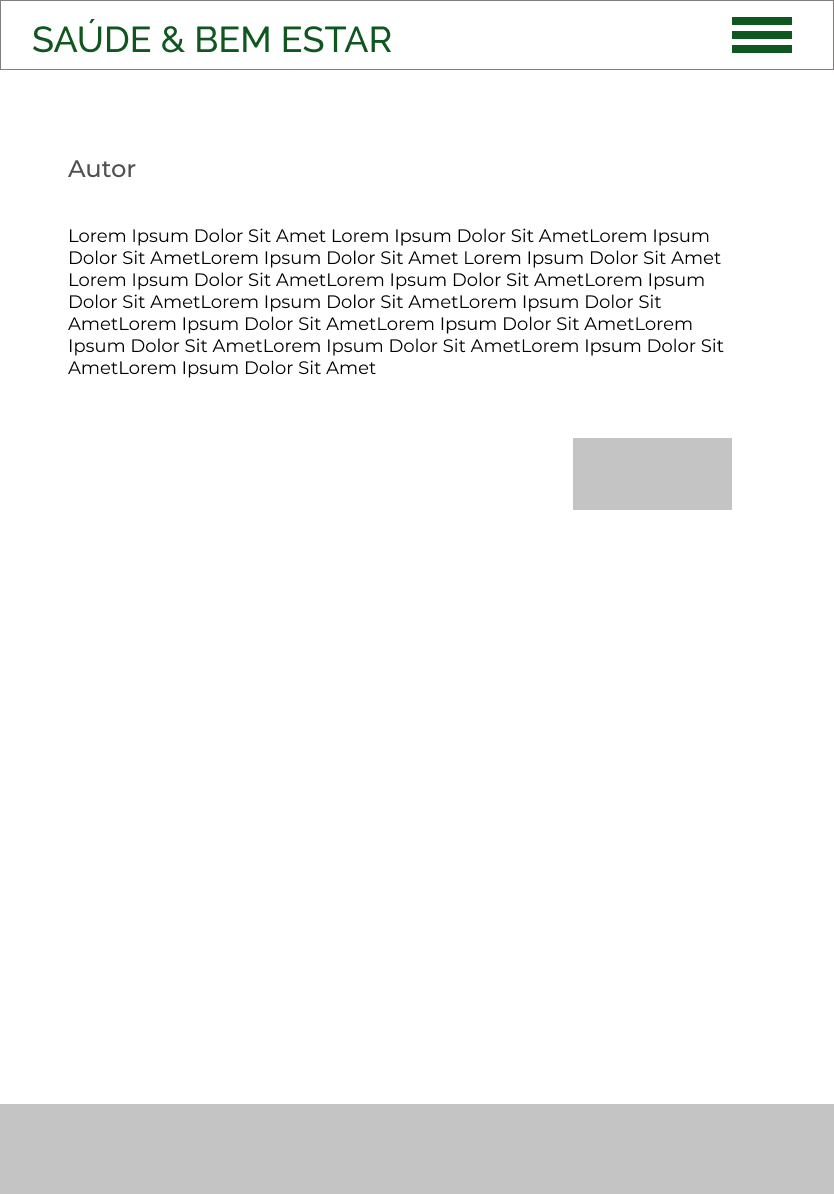 SAÚDE & BEM ESTAR
Autor
Lorem Ipsum Dolor Sit Amet Lorem Ipsum Dolor Sit AmetLorem Ipsum
Dolor Sit AmetLorem Ipsum Dolor Sit Amet Lorem Ipsum Dolor Sit Amet
Lorem Ipsum Dolor Sit AmetLorem Ipsum Dolor Sit AmetLorem Ipsum
Dolor Sit AmetLorem Ipsum Dolor Sit AmetLorem Ipsum Dolor Sit
AmetLorem Ipsum Dolor Sit AmetLorem Ipsum Dolor Sit AmetLorem
Ipsum Dolor Sit AmetLorem Ipsum Dolor Sit AmetLorem Ipsum Dolor Sit
AmetLorem Ipsum Dolor Sit Amet